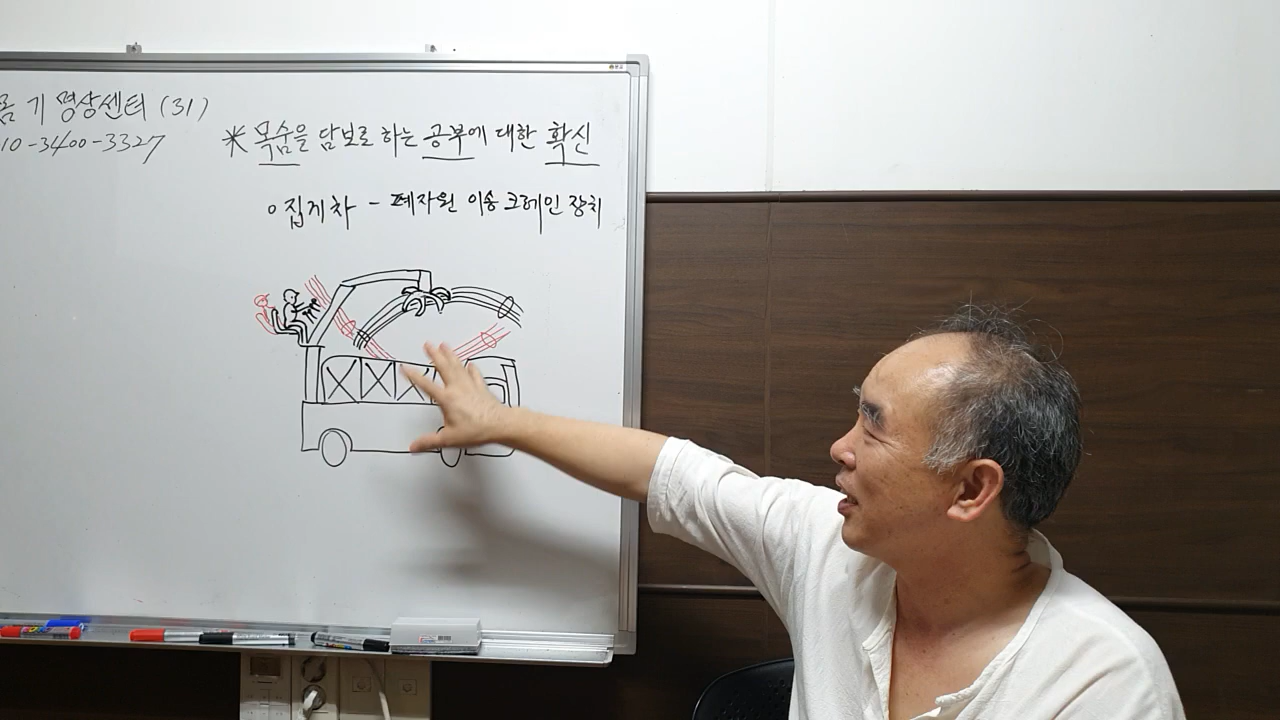 몸 기 명상센터 (31)
10-3400-3327
* 목숨을 담보로 하는 공부에 대한 확신
○ 집게차 - 폐자원 이송 크레인 장치